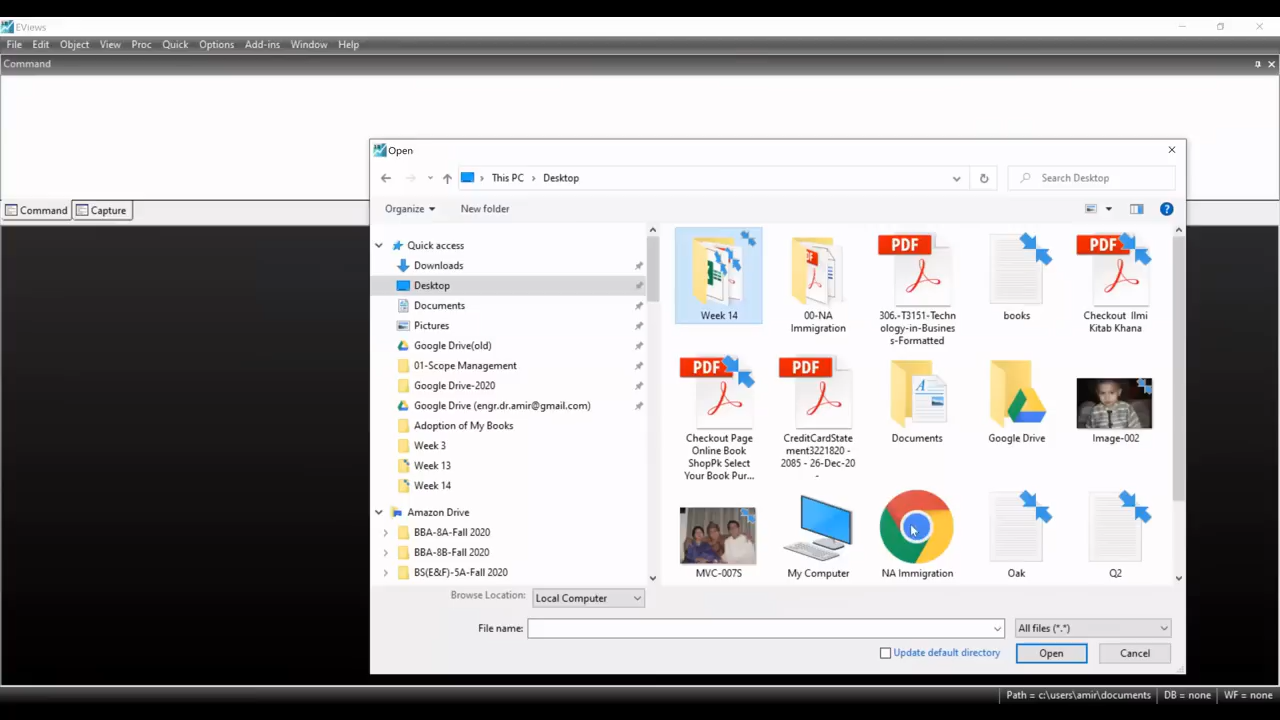 EViews
File Edit Object View Proc Quick Options Add-ins Window Help
Command
Open
This PC Desktop
Search Desktop
Command Capture
Organize New folder
Quick access
Downloads
Desktop
Documents
Pictures
Google Drive(old)
01-Scope Management
Google Drive-2020
Google Drive (engr.dr.amir@gmail.com)
Adoption of My Books
Week 3
Week 13
Week 14
Amazon Drive
BBA-8A-Fall 2020
BBA-8B-Fall 2020
BS(E&F)-5A-Fall 2020
Week 14
00-NA
Immigration
PDF
306.-T3151-Techn
ology-in-Busines
s-Formatted
books
PDF
Checkout Ilmi
Kitab Khana
PDF
Checkout Page
Online Book
ShopPk Select
Your Book Pur...
PDF
CreditCardState
ment3221820 -
2085 - 26-Dec-20
-
Documents
Google Drive
Image-002
MVC-007S
My Computer
NA Immigration
Oak
Q2
Browse Location: Local Computer
File name:
All files (*.*)
Update default directory
Open Cancel
Path = c:\users\amir\documents DB = none WF = none